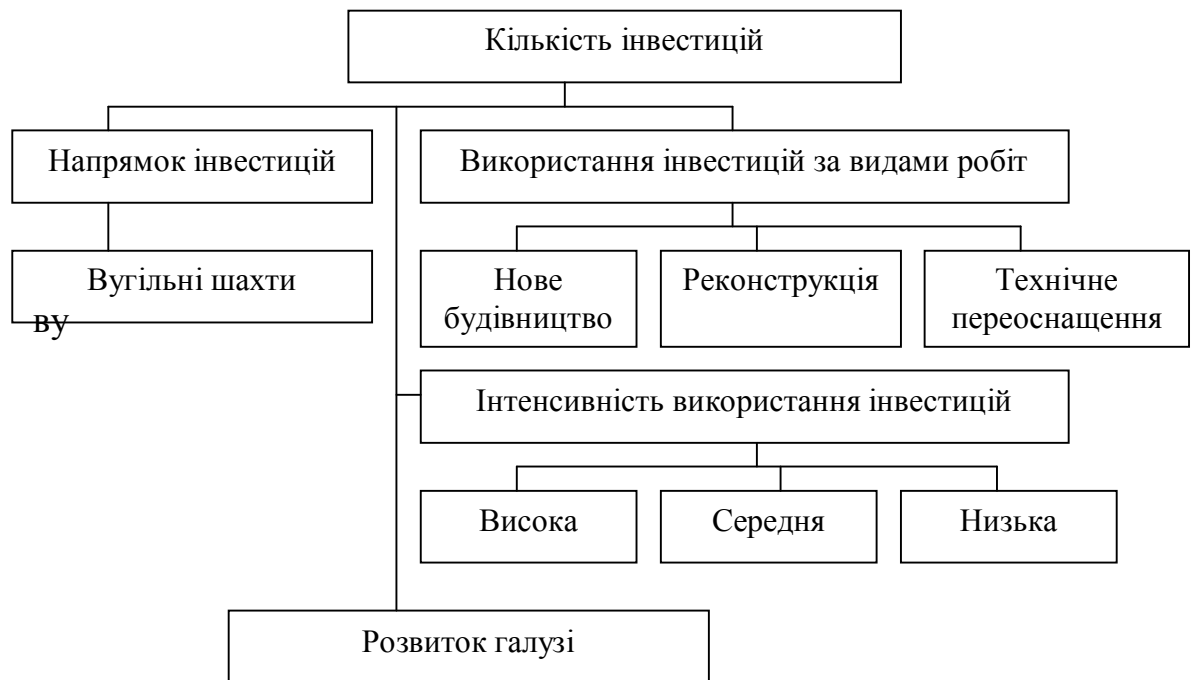 Кількість інвестицій
Напрямок інвестицій
Використання інвестицій за видами робіт
Вугільні шахти
ву
Нове
будівництво
Реконструкція
Технічне
переоснащення
Інтенсивність використання інвестицій
Висока
Середня
Низька
Розвиток галузі